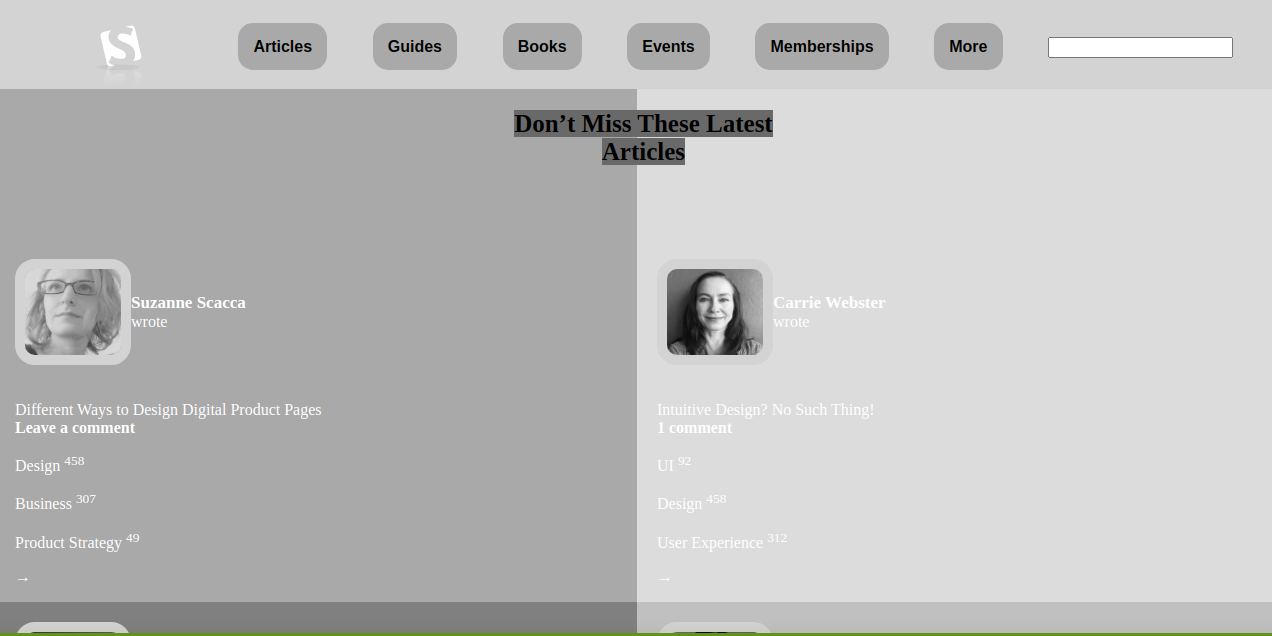 S
Articles Guides Books Events Memberships More
Don’t Miss These Latest
Articles
Suzanne Scacca
wrote
Different Ways to Design Digital Product Pages
Leave a comment
Design 458
Business 307
Product Strategy 49
→
Carrie Webster
wrote
Intuitive Design? No Such Thing!
1 comment
UI 92
Design 458
User Experience 312
→